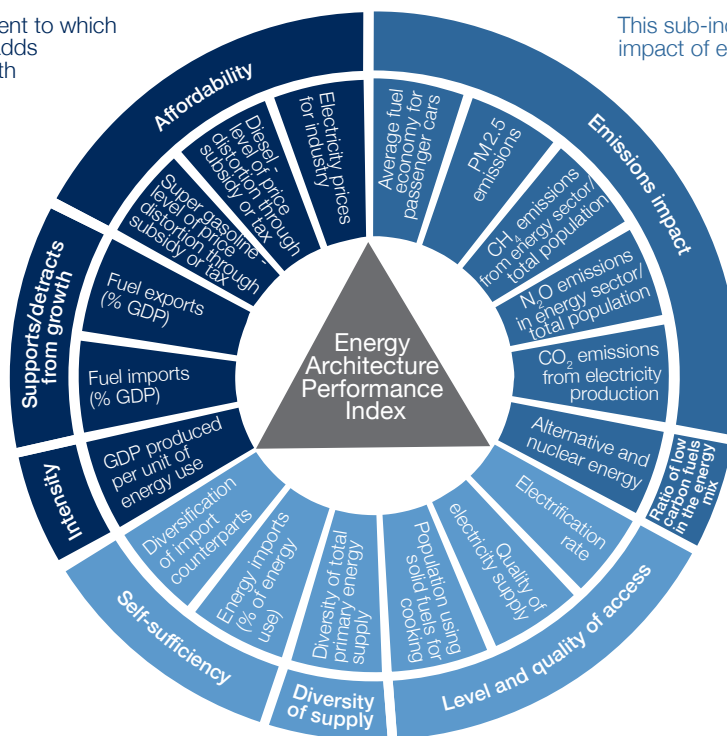 ent to which
adds
th
This sub-inc
impact of e
Affordability
Electricity prices
for industry
Diesel -
level of price
distortion through
subsidy or tax
Super gasoline -
level of price
distortion through
subsidy or tax
Supports/detracts
from growth
Fuel exports
(% GDP)
Fuel imports
(% GDP)
Intensity
GDP produced
per unit of
energy use
Emissions impact
Average fuel
economy for
passenger cars
PM2.5
emissions
CH₄ emissions
from energy sector/
total population
N₂O emissions
in energy sector/
total population
CO₂ emissions
from electricity
production
Ratio of low
carbon fuels
in the energy
mix
Alternative and
nuclear energy
Energy
Architecture
Performance
Index
Self-sufficiency
Diversification
of import
counterparts
Energy imports
(% of energy
use)
Diversity
of supply
Diversity of total
primary energy
supply
Level and quality of access
Population using
solid fuels for
cooking
Quality of
electricity supply
Electrification
rate